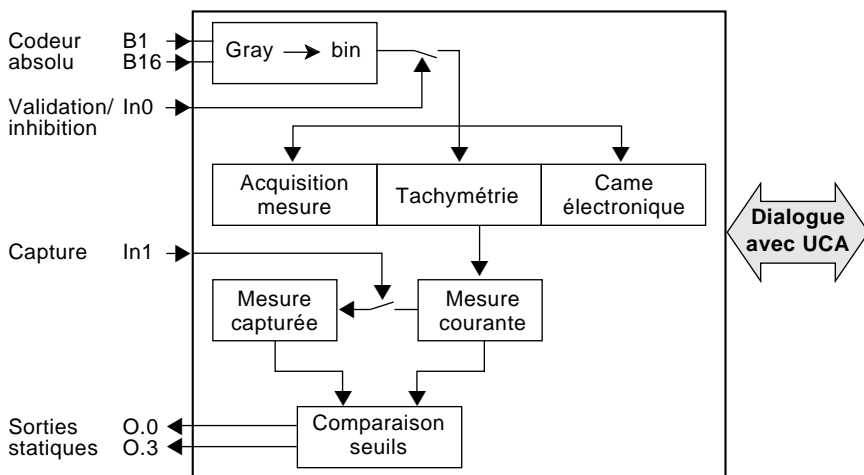 Codeur B1
absolu B16
Gray bin
Validation/ In0
inhibition
Acquisition
mesure
Tachymétrie
Came
électronique
Dialogue
avec UCA
Capture In1
Mesure
capturée
Mesure
courante
Sorties O.0
statiques O.3
Comparaison
seuils